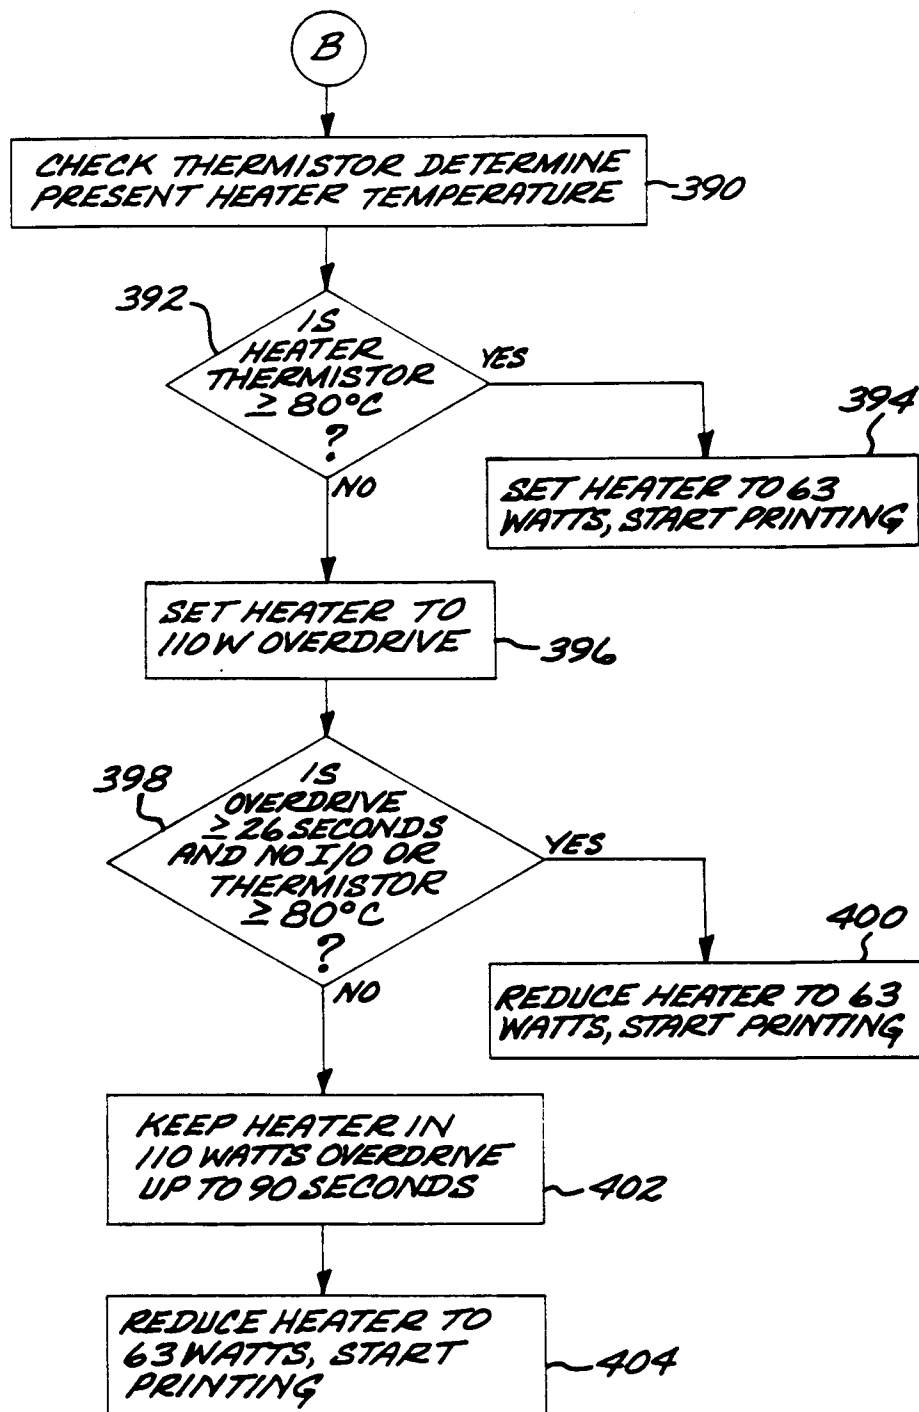 B
CHECK THERMISTOR DETERMINE
PRESENT HEATER TEMPERATURE
390
392
IS
HEATER
THERMISTOR
≥ 80°C
?
YES
NO
394
SET HEATER TO 63
WATTS, START PRINTING
SET HEATER TO
110W OVERDRIVE
396
398
IS
OVERDRIVE
≥ 26 SECONDS
AND NO I/O OR
THERMISTOR
≥ 80°C
?
YES
NO
400
REDUCE HEATER TO 63
WATTS, START PRINTING
KEEP HEATER IN
110 WATTS OVERDRIVE
UP TO 90 SECONDS
402
REDUCE HEATER TO
63 WATTS, START
PRINTING
404